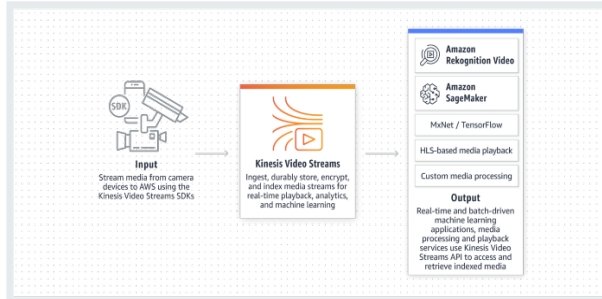 SDK
Input
Stream media from camera
devices to AWS using the
Kinesis Video Streams SDKs
Kinesis Video Streams
Ingest, durably store, encrypt,
and index media streams for
real-time playback, analytics,
and machine learning
Amazon
Rekognition Video
Amazon
SageMaker
MxNet / TensorFlow
HLS-based media playback
Custom media processing
Output
Real-time and batch-driven
machine learning
applications, media
processing and playback
services use Kinesis Video
Streams API to access and
retrieve indexed media